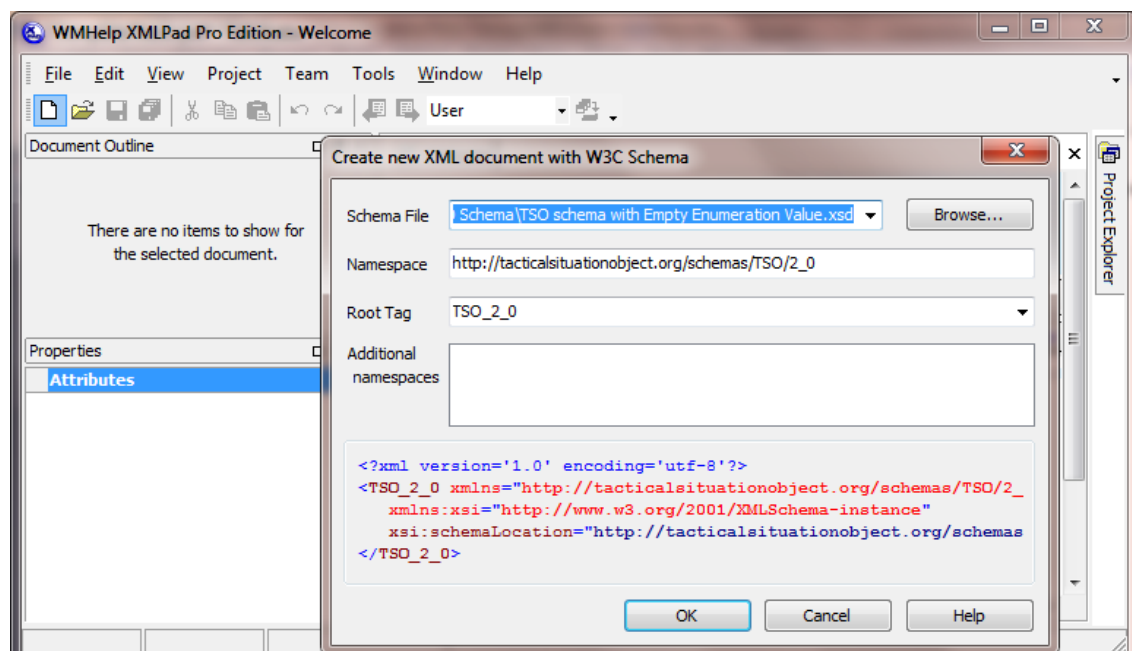 WMHelp XMLPad Pro Edition - Welcome
File Edit View Project Team Tools Window Help
User
Document Outline
There are no items to show for
the selected document.
Properties
Attributes
Create new XML document with W3C Schema
Schema File Schema\TSO schema with Empty Enumeration Value.xsd Browse...
Namespace http://tacticalsituationobject.org/schemas/TSO/2_0
Root Tag TSO_2_0
Additional
namespaces
<?xml version='1.0' encoding='utf-8'?>
<TSO_2_0 xmlns="http://tacticalsituationobject.org/schemas/TSO/2_
xmlns:xsi="http://www.w3.org/2001/XMLSchema-instance"
xsi:schemaLocation="http://tacticalsituationobject.org/schemas
</TSO_2_0>
OK Cancel Help
Project Explorer